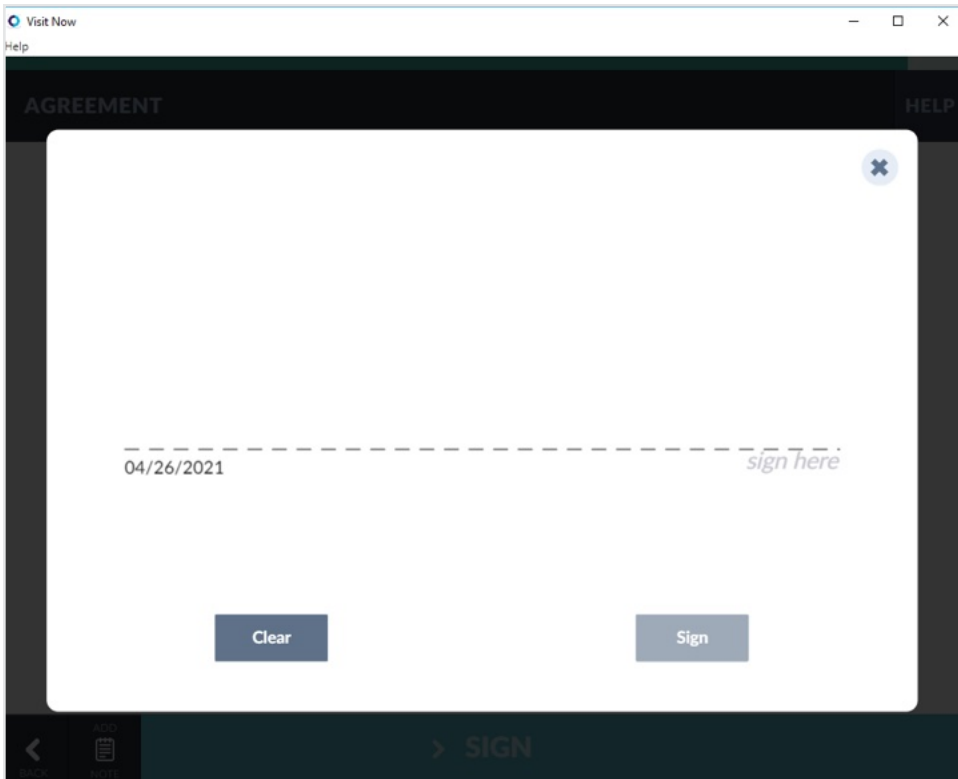 Visit Now
Help
AGREEMENT
HELP
04/26/2021
sign here
Clear
Sign
ADD
NOTE
BACK
> SIGN